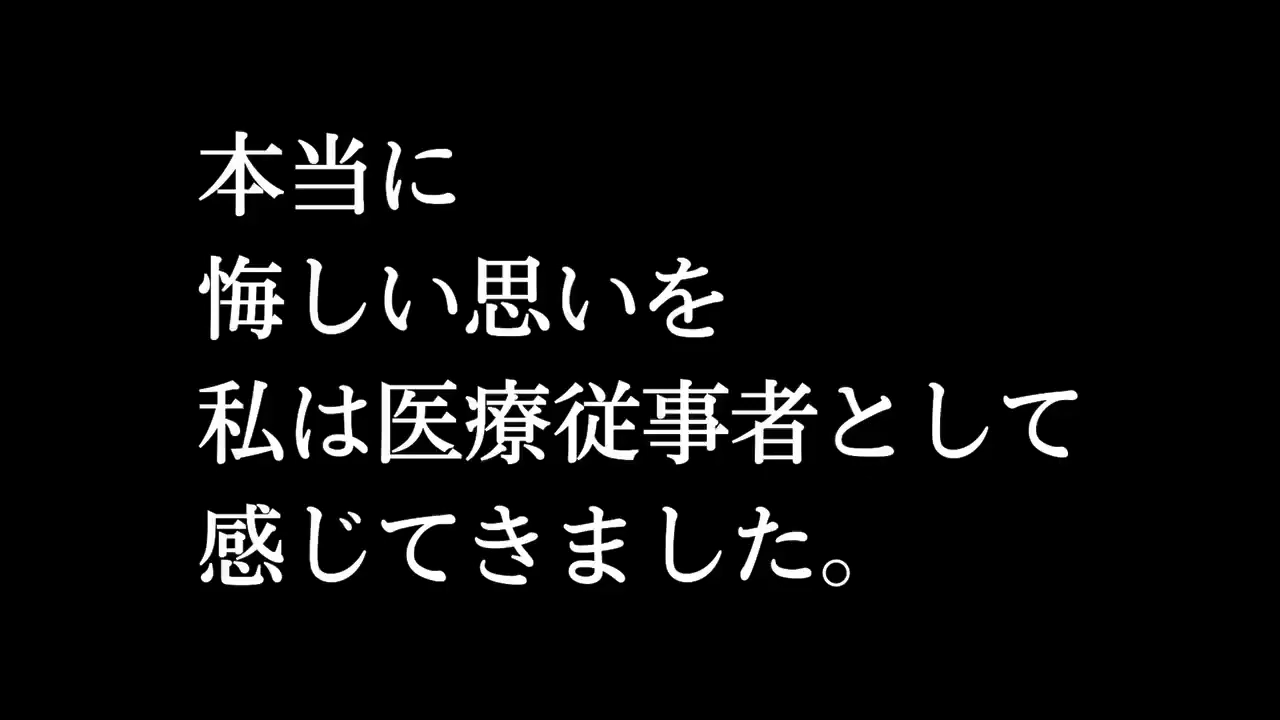 本当に
悔しい思いを
私は医療従事者として
感じてきました。